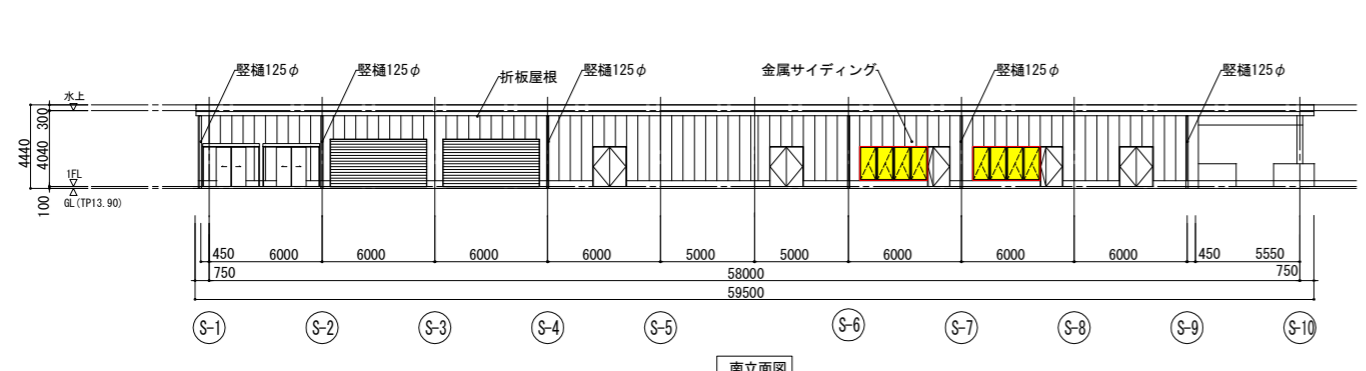 竪樋125φ
竪樋125φ
折板屋根
竪樋125φ
金属サイディング
竪樋125φ
竪樋125φ
水上
300
4440
4040
1FL
100
GL(TP13.90)
450 6000 6000 6000 6000 5000 5000 6000 6000 6000 450 5550
750 58000 750
59500
S-1 S-2 S-3 S-4 S-5 S-6 S-7 S-8 S-9 S-10
南立面図